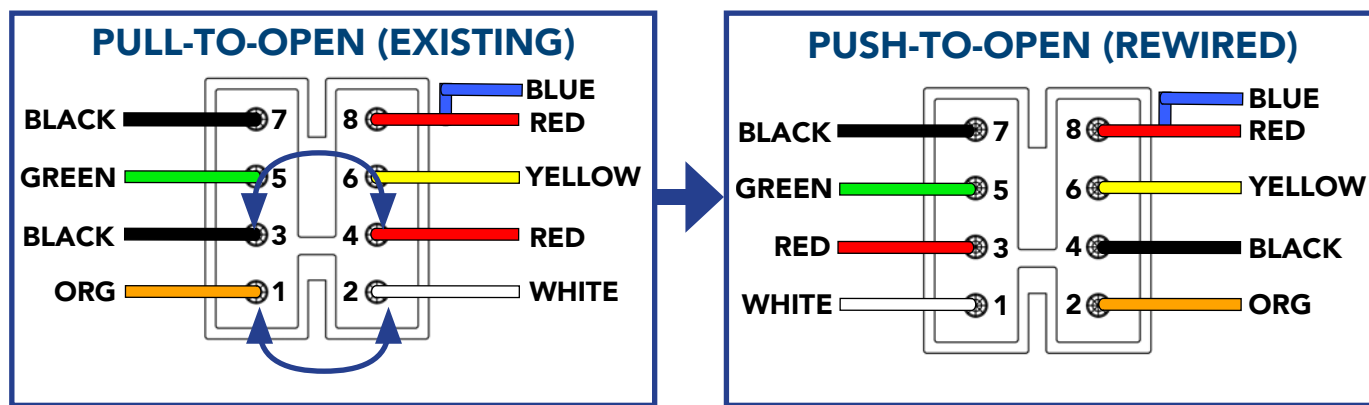 PULL-TO-OPEN (EXISTING)
BLUE
BLACK 7 8 RED
GREEN 5 6 YELLOW
BLACK 3 4 RED
ORG 1 2 WHITE
PUSH-TO-OPEN (REWIRED)
BLUE
BLACK 7 8 RED
GREEN 5 6 YELLOW
RED 3 4 BLACK
WHITE 1 2 ORG